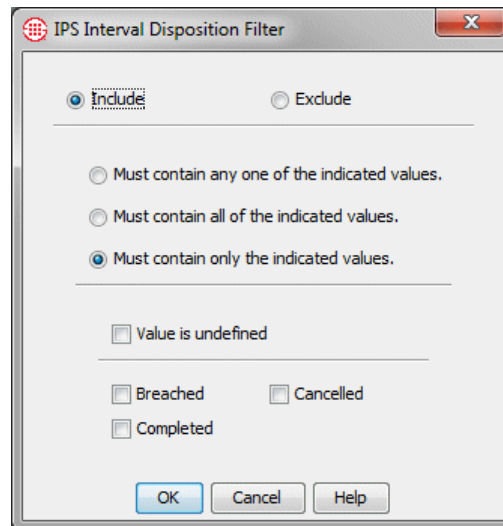 IPS Interval Disposition Filter
Include Exclude
Must contain any one of the indicated values.
Must contain all of the indicated values.
Must contain only the indicated values.
Value is undefined
Breached Cancelled
Completed
OK Cancel Help